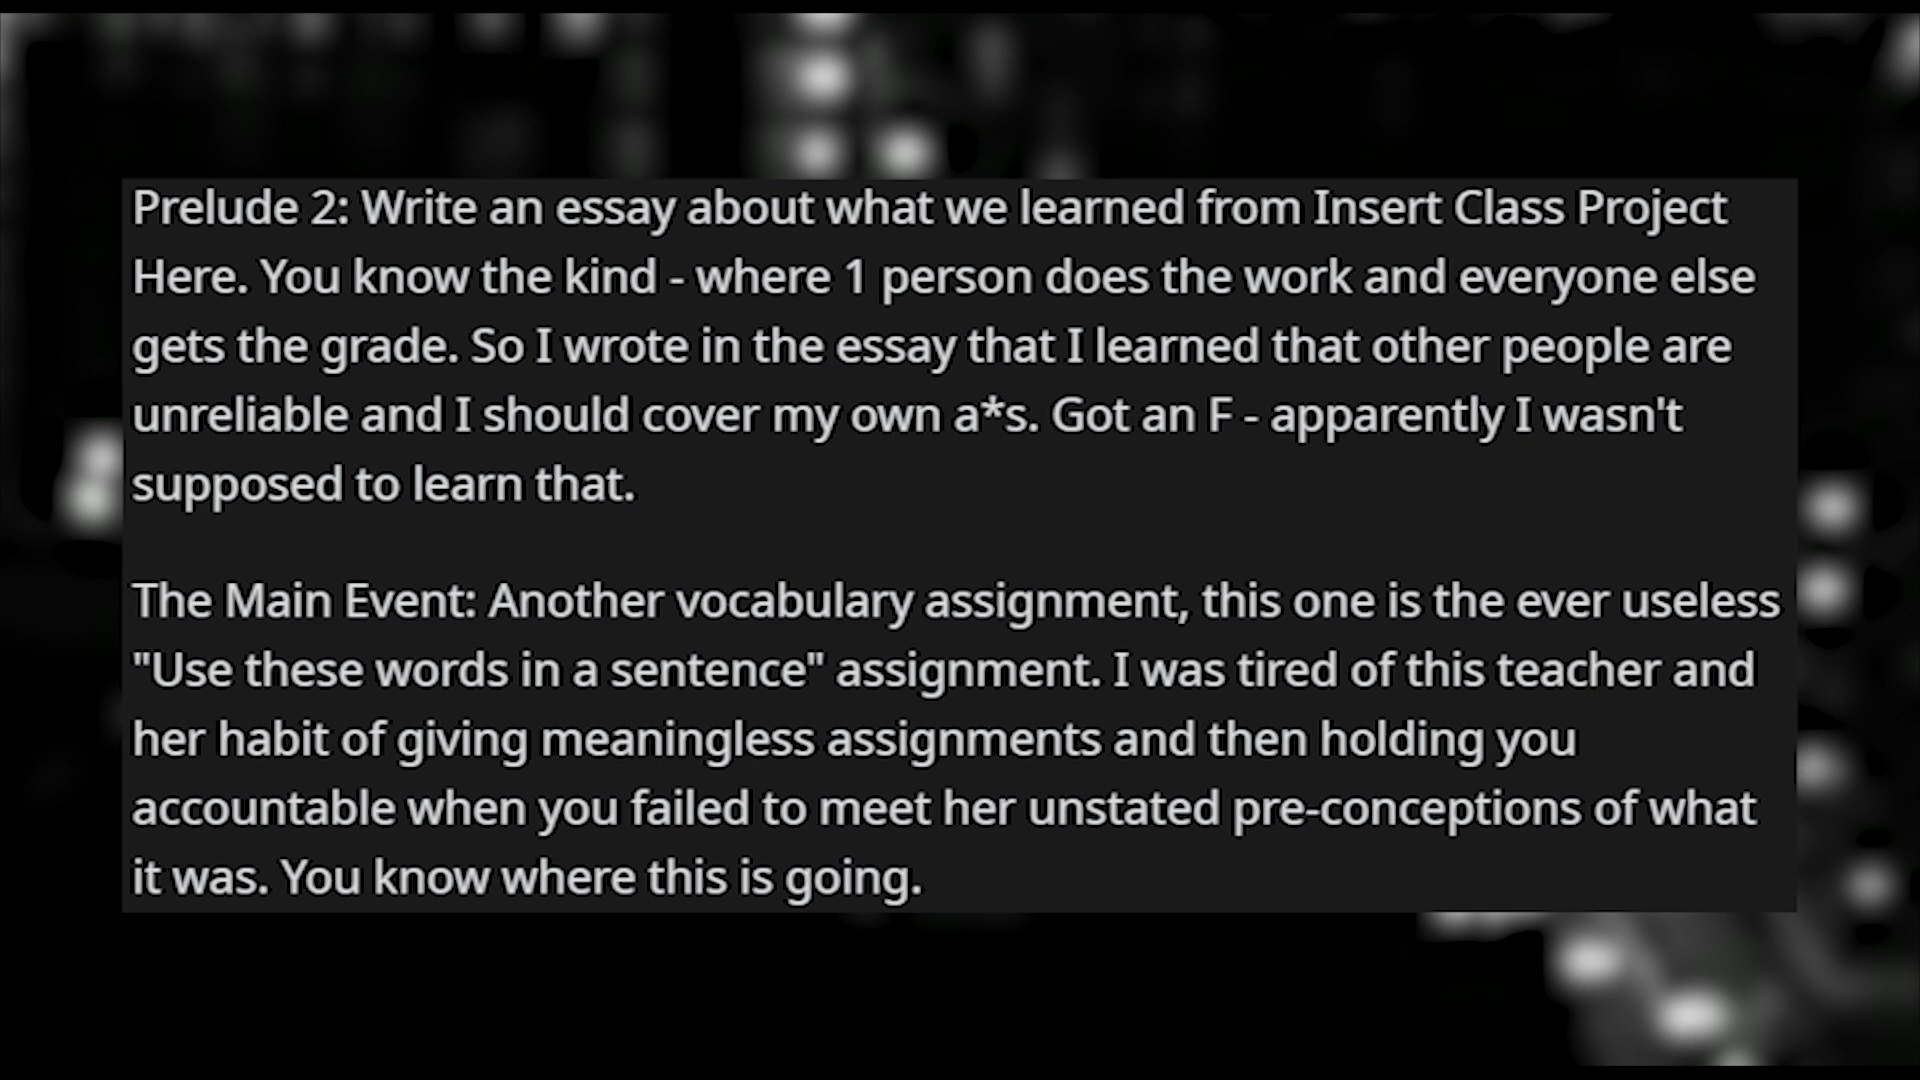 Prelude 2: Write an essay about what we learned from Insert Class Project
Here. You know the kind - where 1 person does the work and everyone else
gets the grade. So I wrote in the essay that I learned that other people are
unreliable and I should cover my own a*s. Got an F - apparently I wasn't
supposed to learn that.
The Main Event: Another vocabulary assignment, this one is the ever useless
"Use these words in a sentence" assignment. I was tired of this teacher and
her habit of giving meaningless assignments and then holding you
accountable when you failed to meet her unstated pre-conceptions of what
it was. You know where this is going.